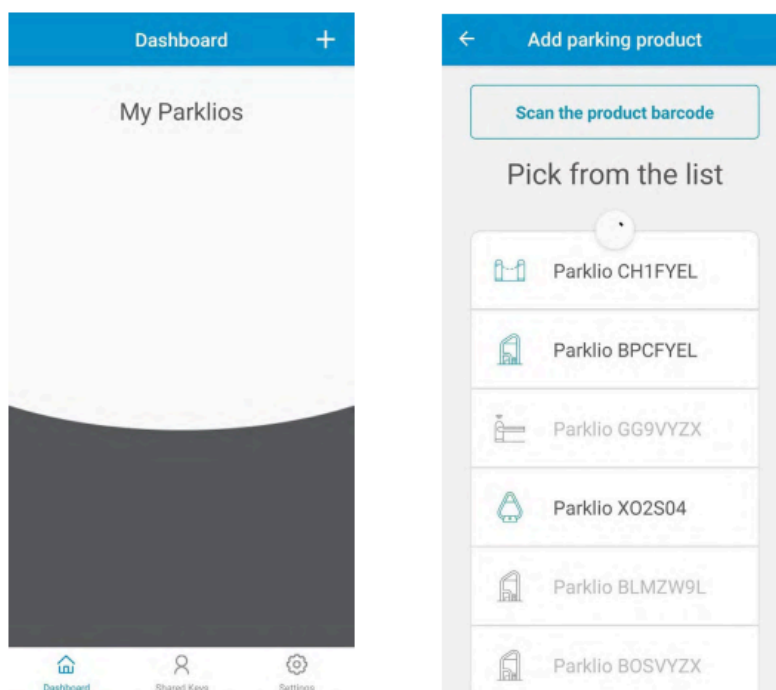 Dashboard
My Parklios
Dashboard
Shared Keys
Settings
Add parking product
Scan the product barcode
Pick from the list
Parklio CH1FYEL
Parklio BPCFYEL
Parklio GG9VYZX
Parklio XO2S04
Parklio BLMZW9L
Parklio BOSVYZX